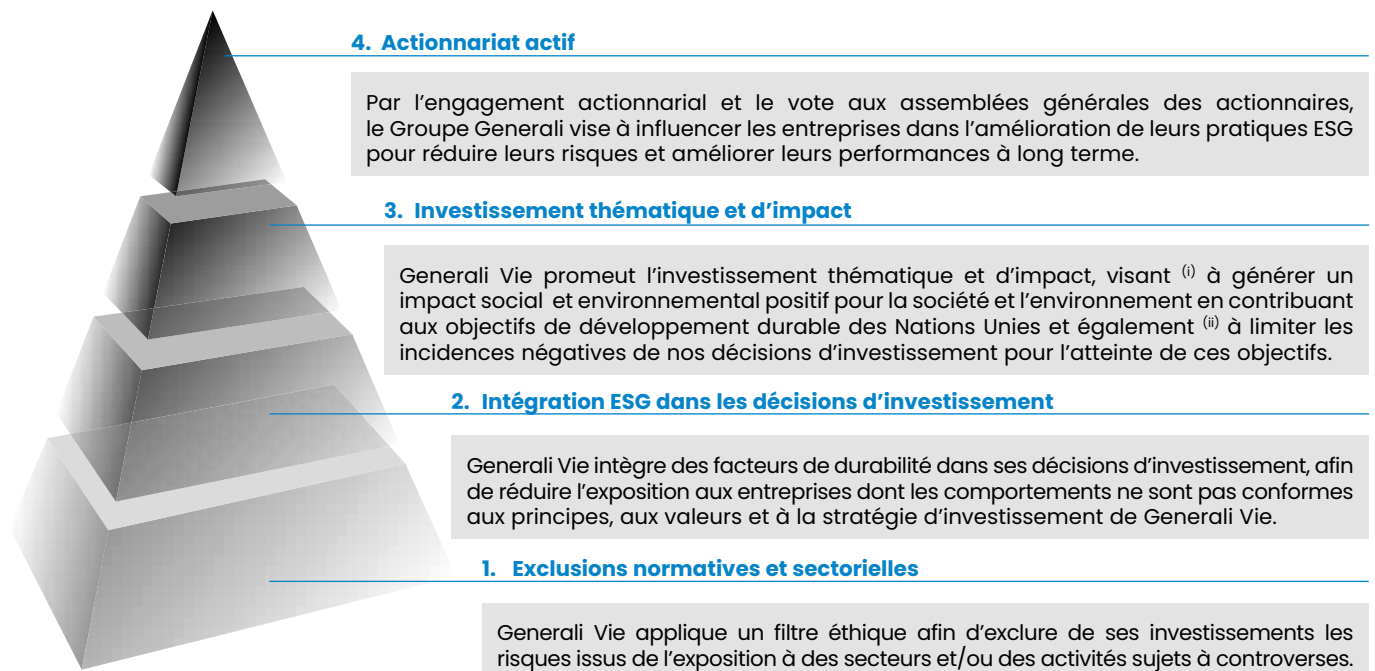 4. Actionnariat actif
Par l’engagement actionnarial et le vote aux assemblées générales des actionnaires,
le Groupe Generali vise à influencer les entreprises dans l’amélioration de leurs pratiques ESG
pour réduire leurs risques et améliorer leurs performances à long terme.
3. Investissement thématique et d’impact
Generali Vie promeut l’investissement thématique et d’impact, visant (i) à générer un
impact social et environnemental positif pour la société et l’environnement en contribuant
aux objectifs de développement durable des Nations Unies et également (ii) à limiter les
incidences négatives de nos décisions d’investissement pour l’atteinte de ces objectifs.
2. Intégration ESG dans les décisions d’investissement
Generali Vie intègre des facteurs de durabilité dans ses décisions d’investissement, afin
de réduire l’exposition aux entreprises dont les comportements ne sont pas conformes
aux principes, aux valeurs et à la stratégie d’investissement de Generali Vie.
1. Exclusions normatives et sectorielles
Generali Vie applique un filtre éthique afin d’exclure de ses investissements les
risques issus de l’exposition à des secteurs et/ou des activités sujets à controverses.